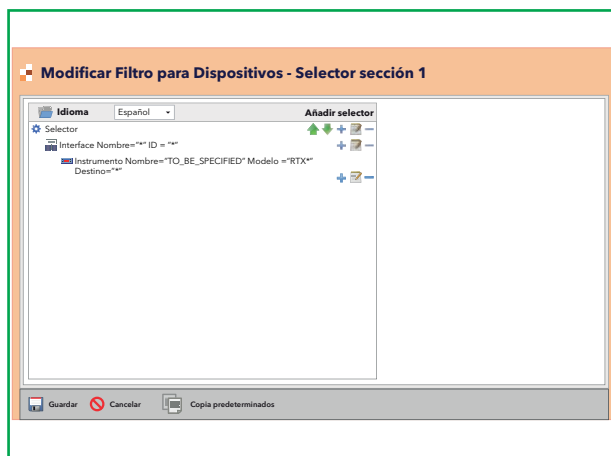 Modificar Filtro para Dispositivos - Selector sección 1
Idioma Español Añadir selector
Selector
Interface Nombre="*" ID = "*"
Instrumento Nombre="TO_BE_SPECIFIED" Modelo ="RTX*"
Destino="*"
Guardar Cancelar Copia predeterminados